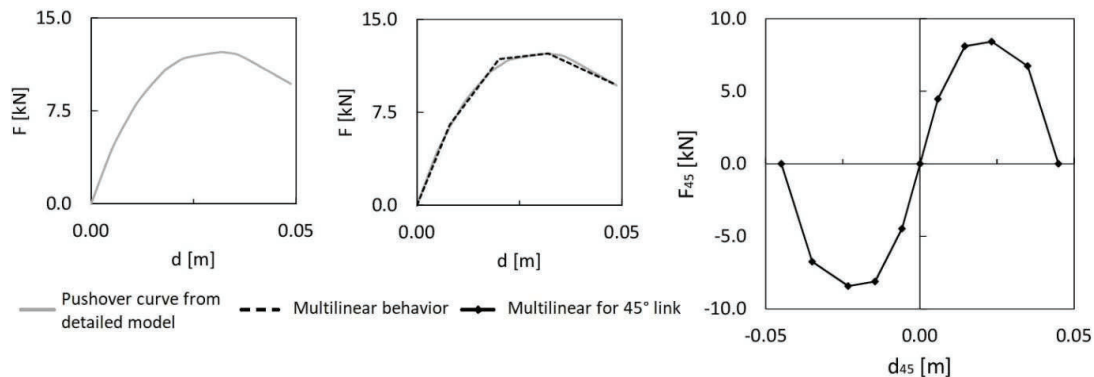 15.0
7.5
0.0
F [kN]
0.00
0.05
d [m]
15.0
7.5
0.0
F [kN]
0.00
0.05
d [m]
10.0
5.0
0.0
-5.0
-10.0
F45 [kN]
-0.05
0.00
0.05
d45 [m]
Pushover curve from
detailed model
Multilinear behavior
Multilinear for 45° link